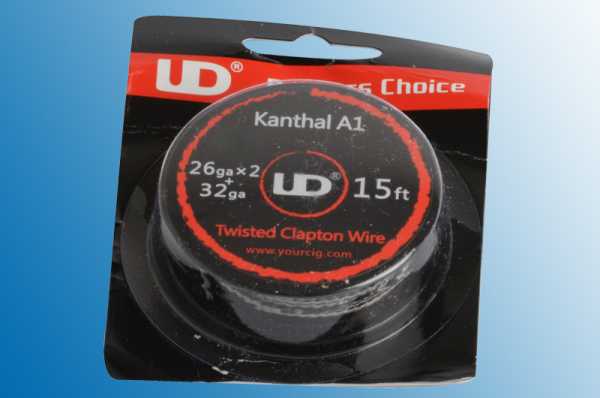 UD®
Choice
Kanthal A1
26ga×2
+
32ga
UD®
15ft
Twisted Clapton Wire
www.yourcig.com